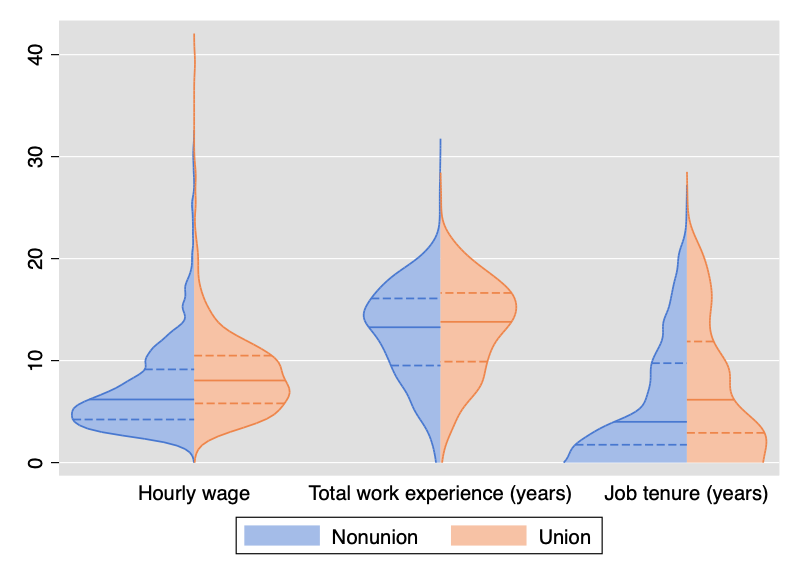 40
30
20
10
0
Hourly wage
Total work experience (years)
Job tenure (years)
Nonunion
Union